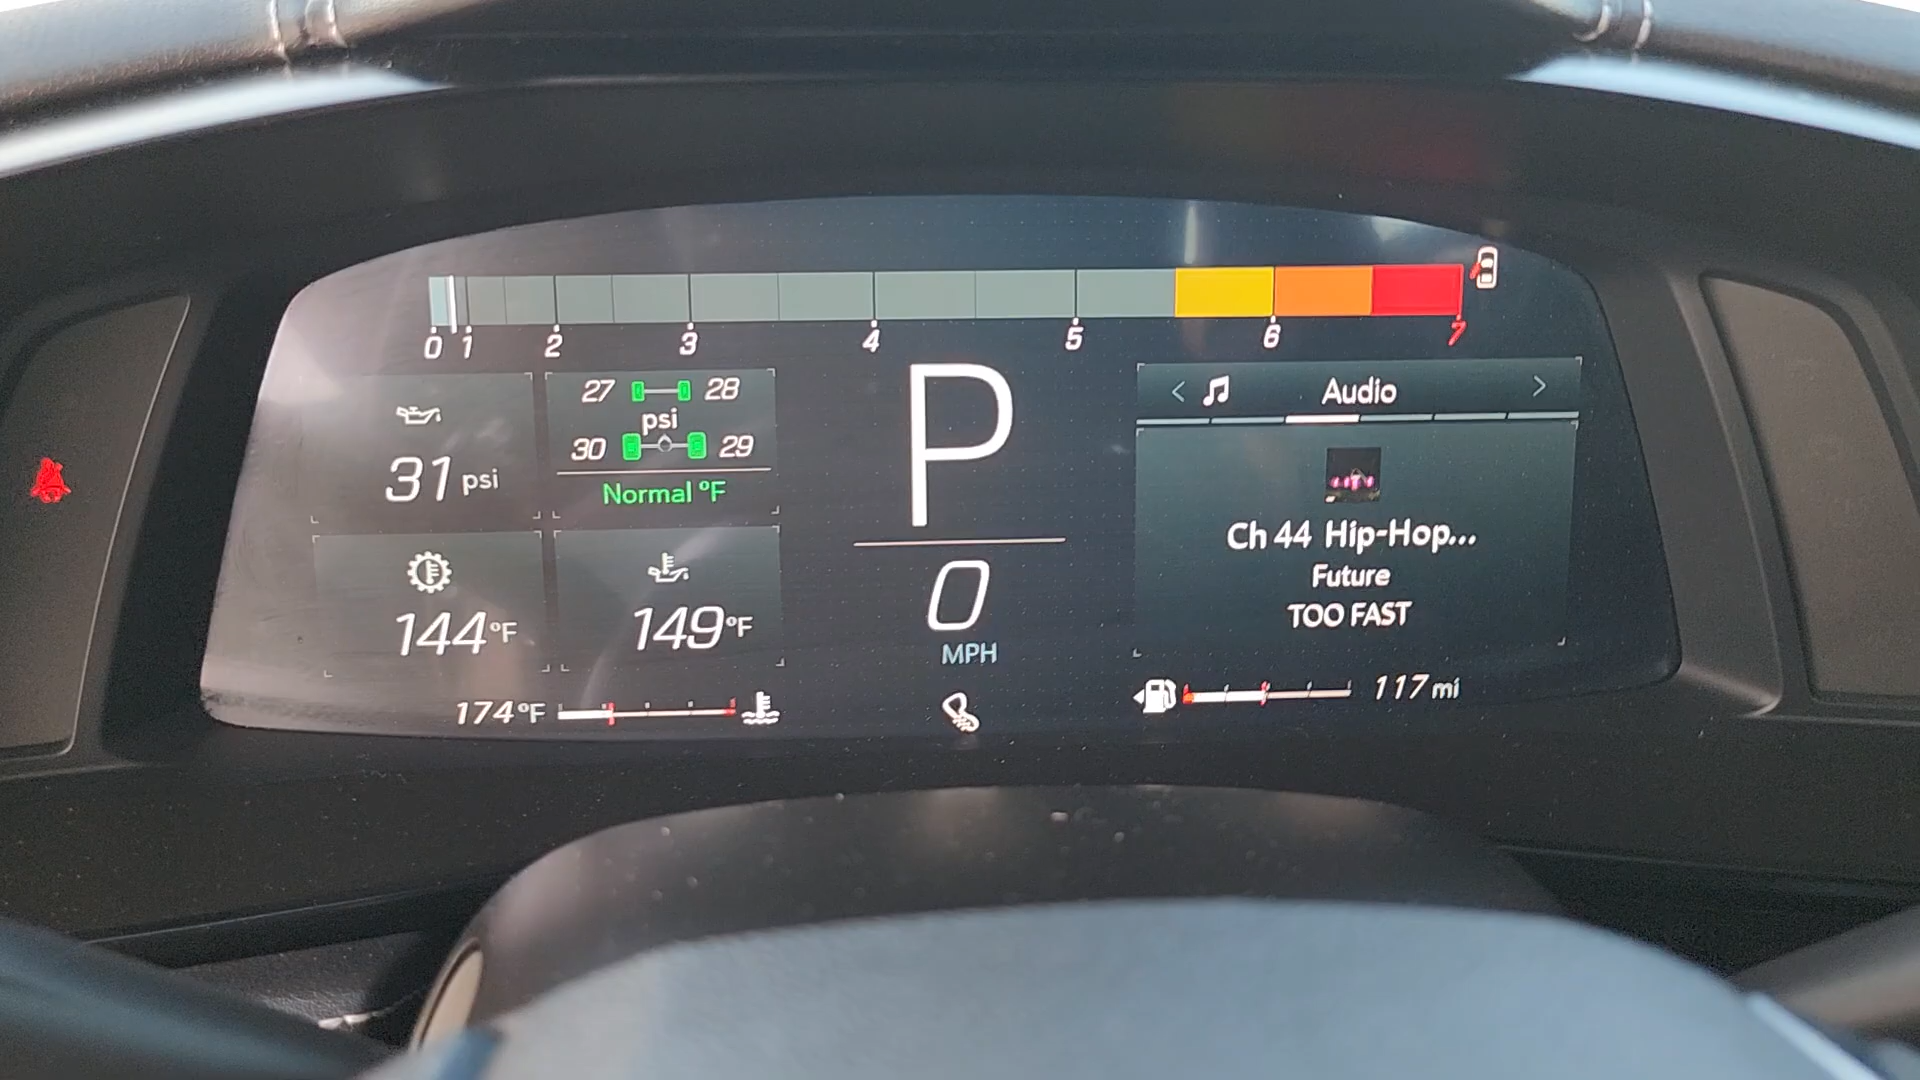 0 1 2 3 4 5 6 7
31 psi
27 28
psi
30 29
Normal °F
144°F
149°F
174°F
P
0
MPH
< Audio >
Ch 44 Hip-Hop...
Future
TOO FAST
117 mi